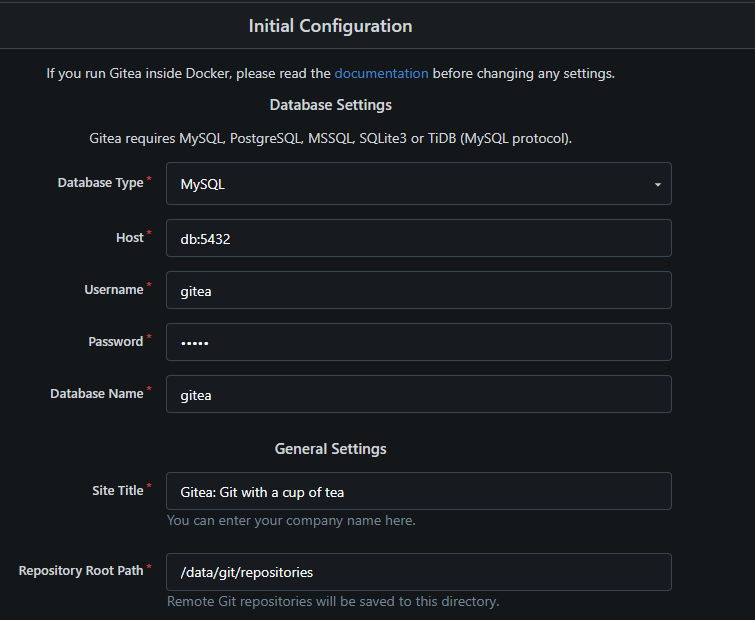 Initial Configuration
If you run Gitea inside Docker, please read the documentation before changing any settings.
Database Settings
Gitea requires MySQL, PostgreSQL, MSSQL, SQLite3 or TiDB (MySQL protocol).
Database Type *
MySQL
Host *
db:5432
Username *
gitea
Password *
•••••
Database Name *
gitea
General Settings
Site Title *
Gitea: Git with a cup of tea
You can enter your company name here.
Repository Root Path *
/data/git/repositories
Remote Git repositories will be saved to this directory.